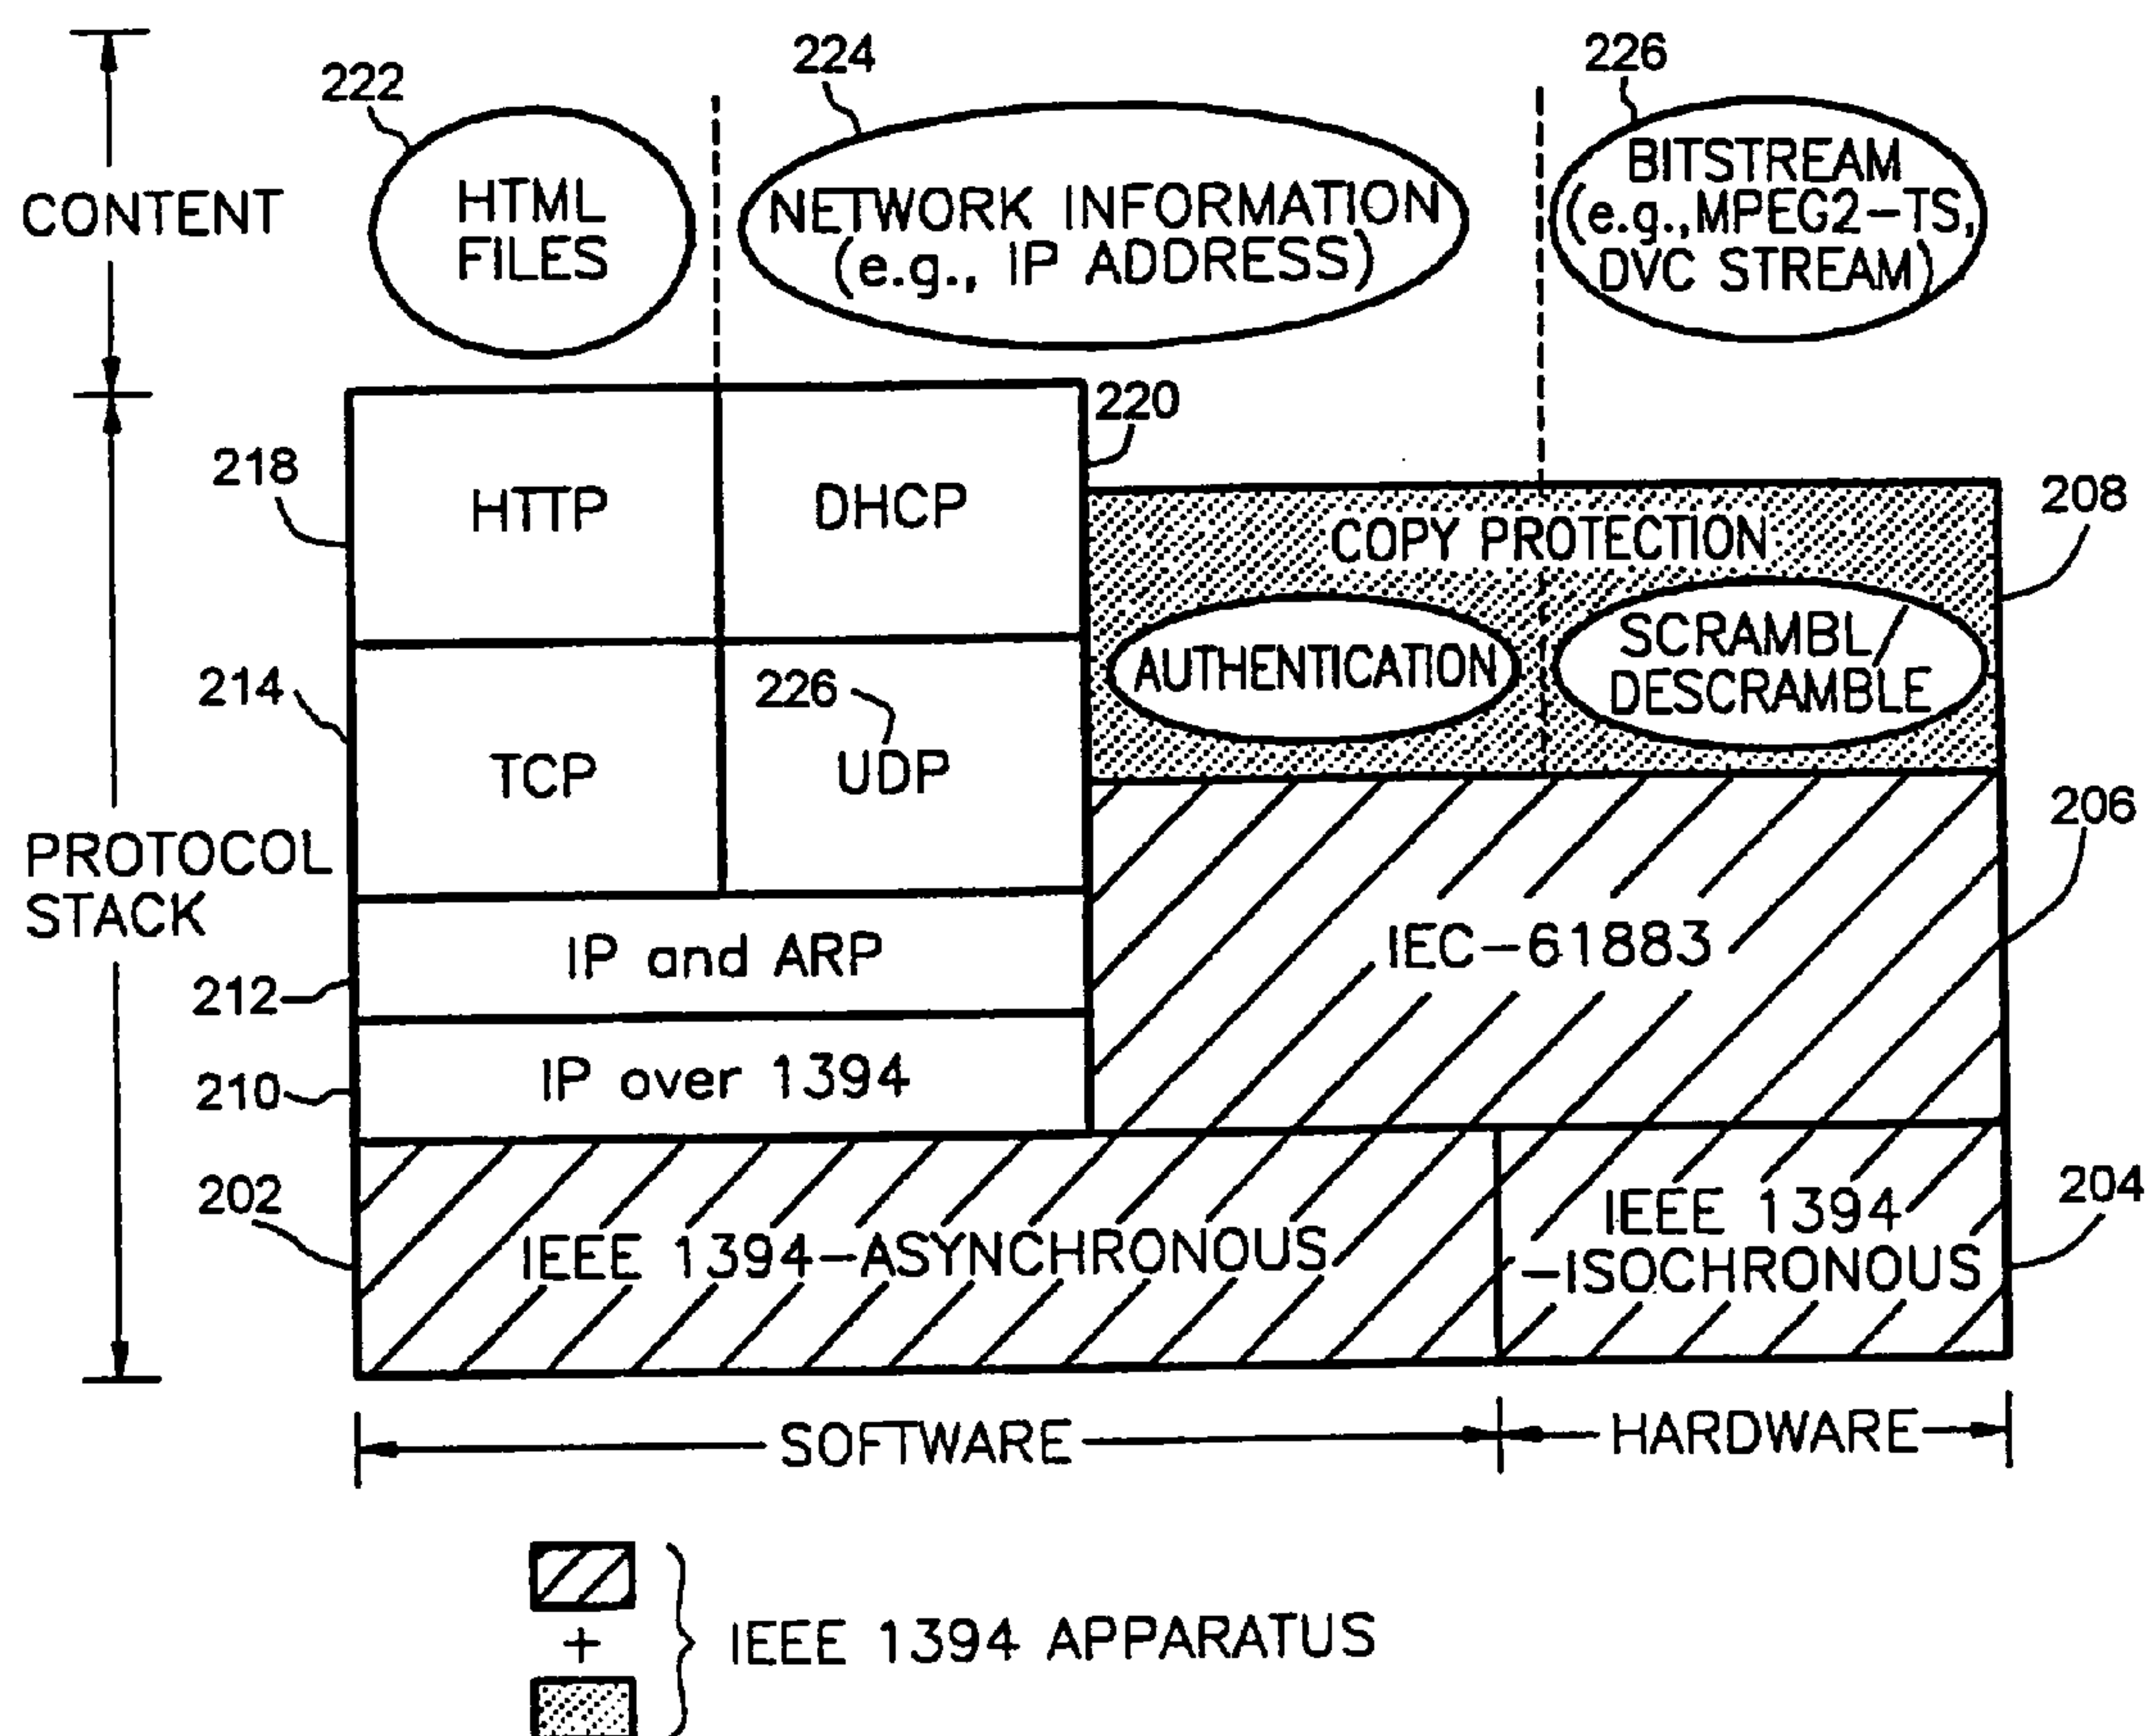 222
224
226
CONTENT
HTML
FILES
NETWORK INFORMATION
(e.g., IP ADDRESS)
BITSTREAM
(e.g.,MPEG2-TS,
DVC STREAM)
218
HTTP
DHCP
220
COPY PROTECTION
208
AUTHENTICATION
SCRAMBL/
DESCRAMBLE
214
TCP
226
UDP
206
PROTOCOL
STACK
IP and ARP
212
IEC-61883
IP over 1394
210
202
IEEE 1394-ASYNCHRONOUS
IEEE 1394
-ISOCHRONOUS
204
SOFTWARE
HARDWARE
+
IEEE 1394 APPARATUS